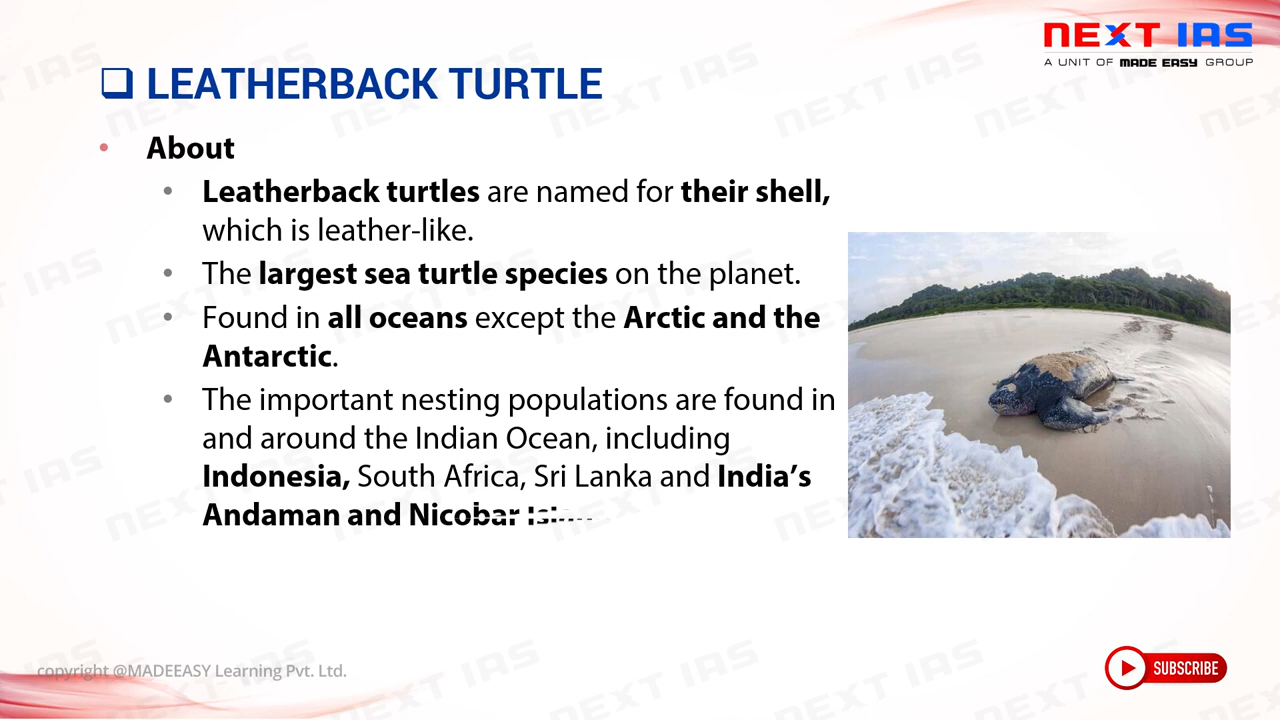 NEXT IAS
A UNIT OF MADE EASY GROUP
❑ LEATHERBACK TURTLE
• About
• Leatherback turtles are named for their shell,
which is leather-like.
• The largest sea turtle species on the planet.
• Found in all oceans except the Arctic and the
Antarctic.
• The important nesting populations are found in
and around the Indian Ocean, including
Indonesia, South Africa, Sri Lanka and India's
Andaman and Nicobar
copyright @MADEEASY Learning Pvt. Ltd.
SUBSCRIBE